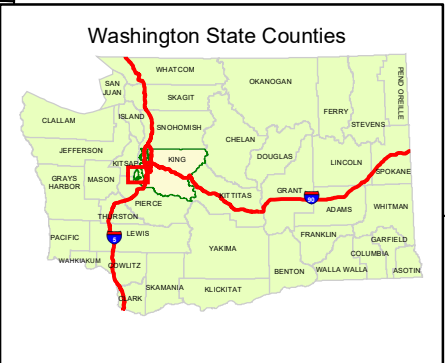 Washington State Counties
WHATCOM
SAN
JUAN
SKAGIT
OKANOGAN
PEND OREILLE
FERRY
STEVENS
ISLAND
CLALLAM
SNOHOMISH
CHELAN
JEFFERSON
DOUGLAS
LINCOLN
KITSAP
KING
SPOKANE
GRAYS
HARBOR
MASON
KITTITAS
GRANT
90
PIERCE
ADAMS
WHITMAN
THURSTON
PACIFIC
5
LEWIS
FRANKLIN
GARFIELD
YAKIMA
COLUMBIA
WAHKIAKUM
COWLITZ
BENTON
WALLA WALLA
ASOTIN
SKAMANIA
KLICKITAT
CLARK